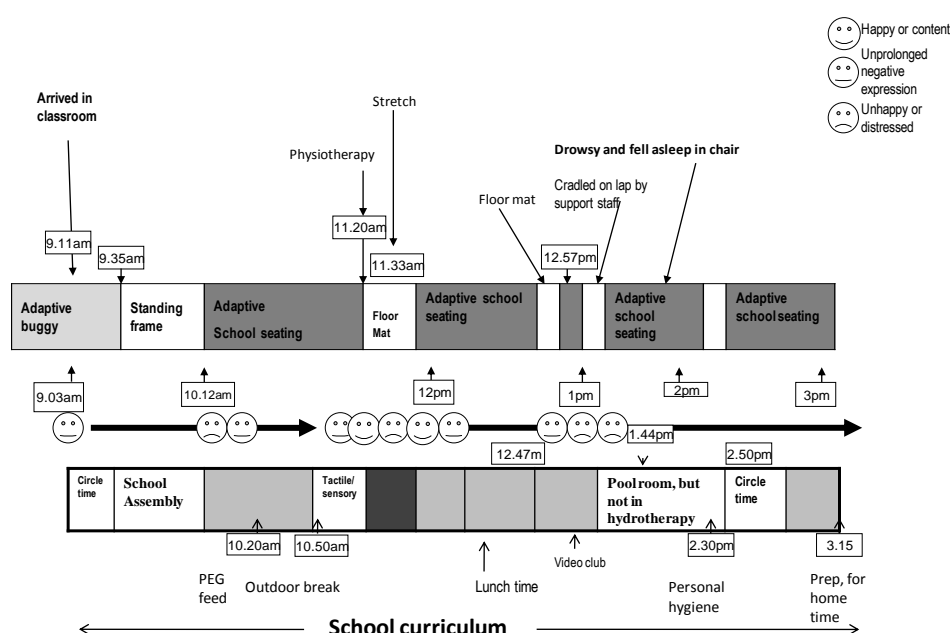 Happy or content
Unprolonged
negative
expression
Unhappy or
distressed
Arrived in
classroom
Stretch
Physiotherapy
Drowsy and fell asleep in chair
Cradled on lap by
support staff
Floor mat
9.11am
9.35am
11.20am
11.33am
12.57pm
Adaptive
buggy
Standing
frame
Adaptive
School seating
Floor
Mat
Adaptive school
seating
Adaptive
school
seating
Adaptive
school seating
9.03am
10.12am
12pm
1pm
2pm
3pm
1.44pm
12.47m
2.50pm
Circle
time
School
Assembly
Tactile/
sensory
Pool room, but
not in
hydrotherapy
Circle
time
10.20am
10.50am
2.30pm
3.15
PEG
feed
Outdoor break
Lunch time
Video club
Personal
hygiene
Prep, for
home
time
School curriculum